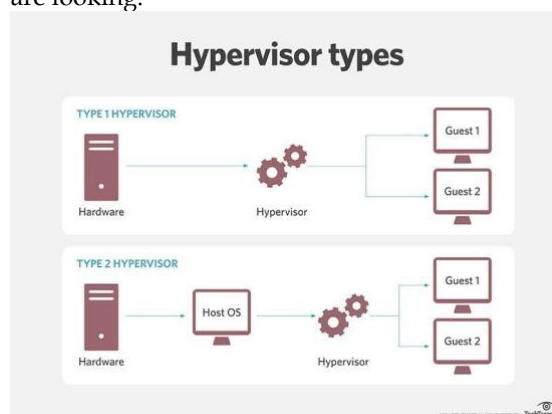 are looking.
Hypervisor types
TYPE 1 HYPERVISOR
Guest 1
Guest 2
Hardware
Hypervisor
TYPE 2 HYPERVISOR
Guest 1
Host OS
Guest 2
Hardware
Hypervisor